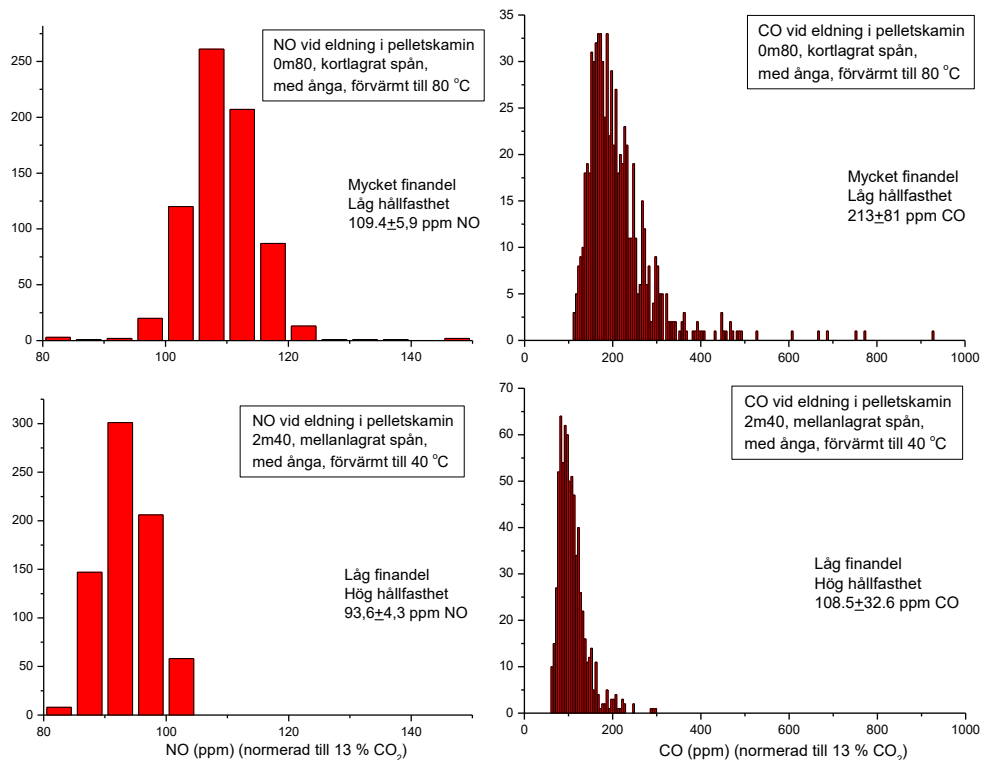 NO vid eldning i pelletskamin
0m80, kortlagrat spån,
med ånga, förvärmt till 80 °C
Mycket finandel
Låg hållfasthet
109.4±5,9 ppm NO
250
200
150
100
50
0
80
100
120
140
CO vid eldning i pelletskamin
0m80, kortlagrat spån,
med ånga, förvärmt till 80 °C
Mycket finandel
Låg hållfasthet
213±81 ppm CO
35
30
25
20
15
10
5
0
0
200
400
600
800
1000
NO vid eldning i pelletskamin
2m40, mellanlagrat spån,
med ånga, förvärmt till 40 °C
Låg finandel
Hög hållfasthet
93,6±4,3 ppm NO
300
250
200
150
100
50
0
80
100
120
140
NO (ppm) (normerad till 13 % CO₂)
CO vid eldning i pelletskamin
2m40, mellanlagrat spån,
med ånga, förvärmt till 40 °C
Låg finandel
Hög hållfasthet
108.5±32.6 ppm CO
70
60
50
40
30
20
10
0
0
200
400
600
800
1000
CO (ppm) (normerad till 13 % CO₂)